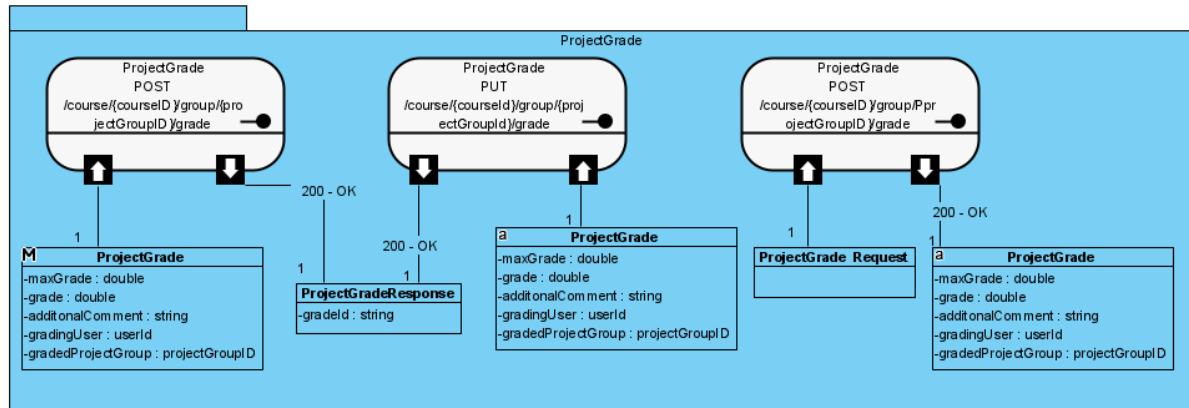 ProjectGrade
ProjectGrade
POST
/course/{courseID}/group/{pro
jectGroupID}/grade
200 - OK
1
M
ProjectGrade
-maxGrade : double
-grade : double
-additonalComment : string
-gradingUser : userId
-gradedProjectGroup : projectGroupID
1
ProjectGradeResponse
-gradeId : string
ProjectGrade
PUT
/course/{courseId}/group/{proj
ectGroupId}/grade
200 - OK
1
1
a
ProjectGrade
-maxGrade : double
-grade : double
-additonalComment : string
-gradingUser : userId
-gradedProjectGroup : projectGroupID
ProjectGrade
POST
/course/{courseID}/group/Ppr
ojectGroupID}/grade
1
ProjectGrade Request
200 - OK
1
a
ProjectGrade
-maxGrade : double
-grade : double
-additonalComment : string
-gradingUser : userId
-gradedProjectGroup : projectGroupID